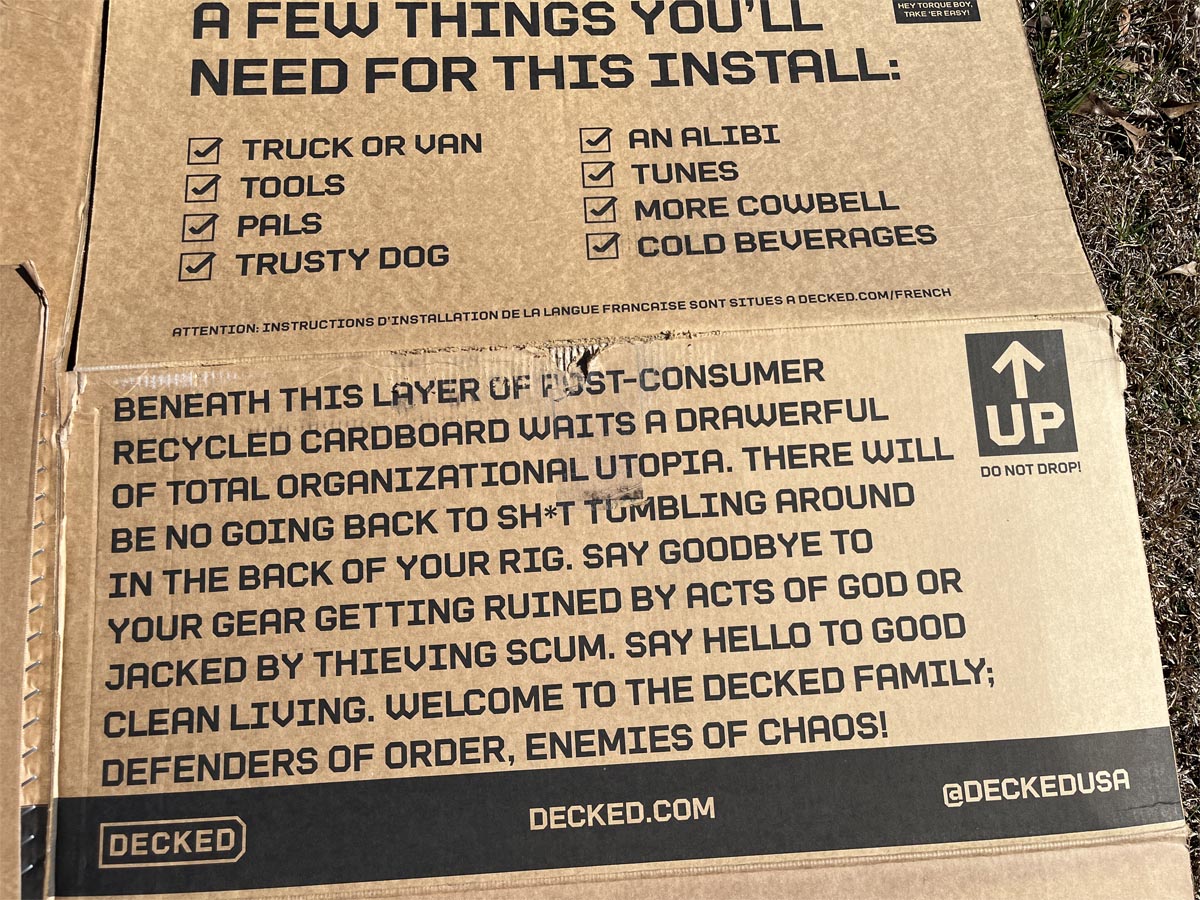 HEY TORQUE BOY,
TAKE 'ER EASY!
A FEW THINGS YOU'LL
NEED FOR THIS INSTALL:
TRUCK OR VAN
TOOLS
PALS
TRUSTY DOG
AN ALIBI
TUNES
MORE COWBELL
COLD BEVERAGES
ATTENTION: INSTRUCTIONS D'INSTALLATION DE LA LANGUE FRANCAISE SONT SITUES A DECKED.COM/FRENCH
BENEATH THIS LAYER OF POST-CONSUMER
RECYCLED CARDBOARD WAITS A DRAWERFUL
OF TOTAL ORGANIZATIONAL UTOPIA. THERE WILL
BE NO GOING BACK TO SH*T TUMBLING AROUND
IN THE BACK OF YOUR RIG. SAY GOODBYE TO
YOUR GEAR GETTING RUINED BY ACTS OF GOD OR
JACKED BY THIEVING SCUM. SAY HELLO TO GOOD
CLEAN LIVING. WELCOME TO THE DECKED FAMILY;
DEFENDERS OF ORDER, ENEMIES OF CHAOS!
UP
DO NOT DROP!
DECKED
DECKED.COM
@DECKEDUSA